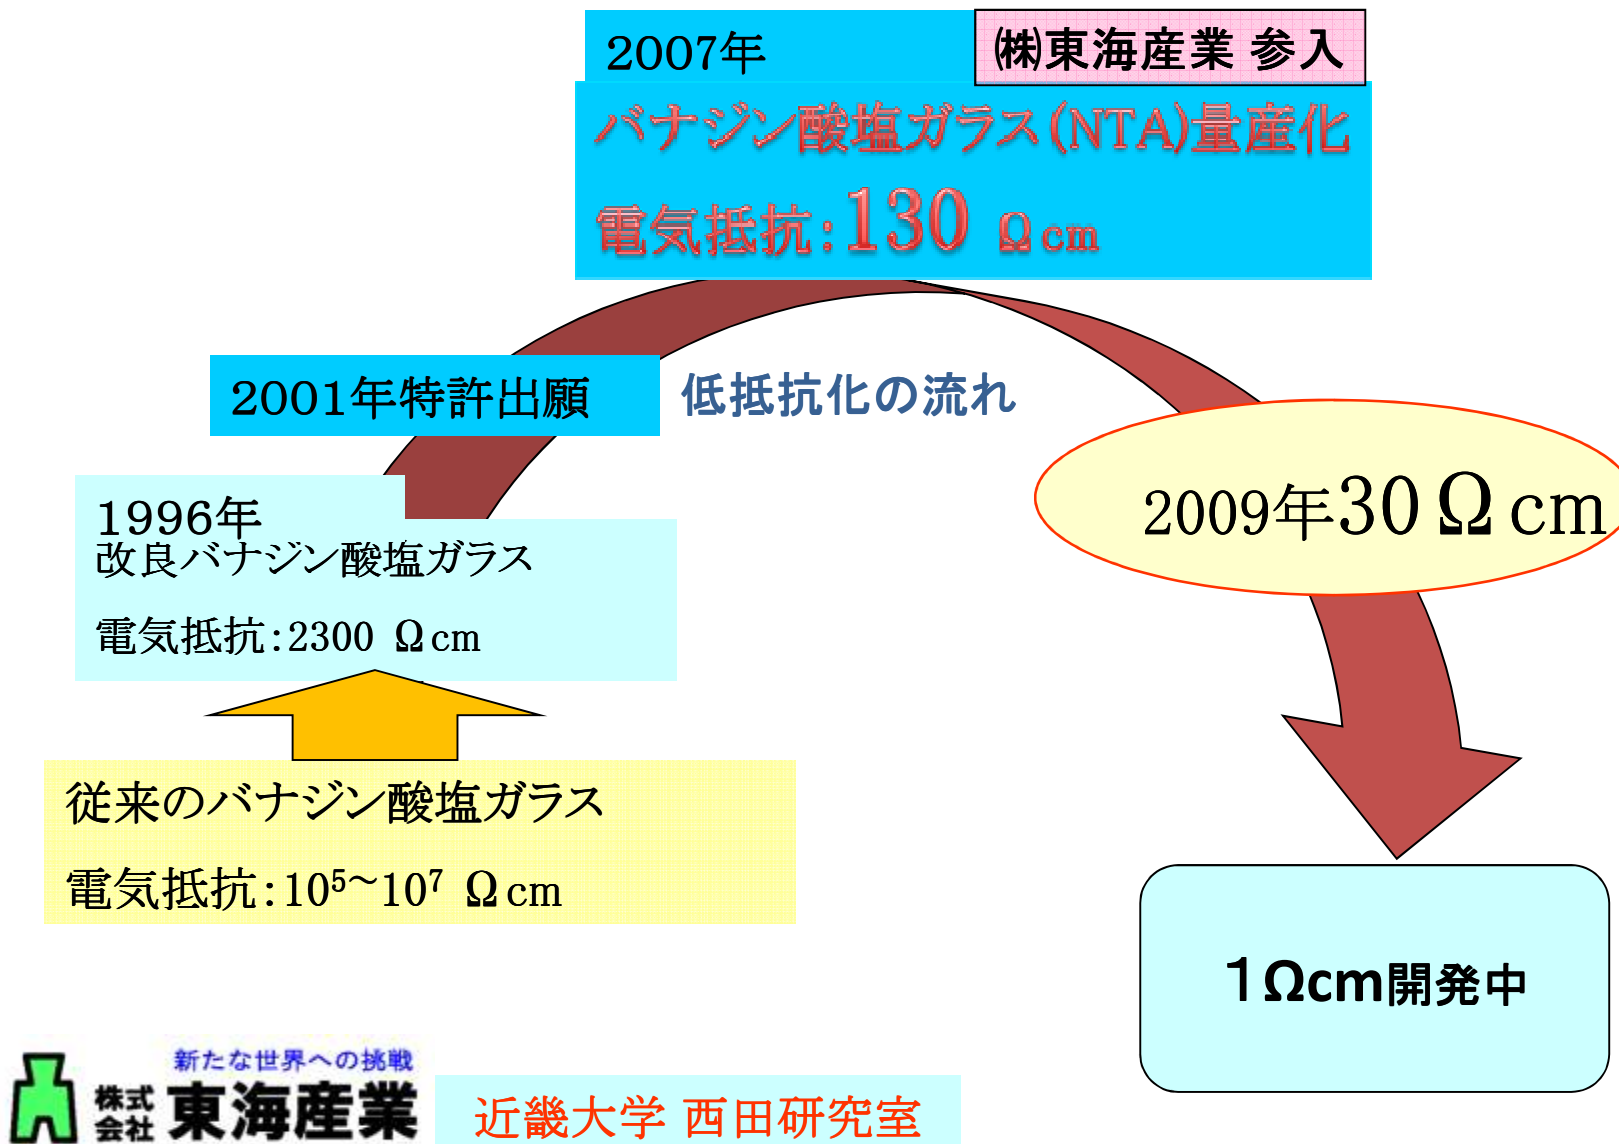 2007年
㈱東海産業 参入
バナジン酸塩ガラス(NTA)量産化
電気抵抗:130 Ωcm
2001年特許出願
低抵抗化の流れ
2009年30Ωcm
1996年
改良バナジン酸塩ガラス
電気抵抗:2300 Ωcm
従来のバナジン酸塩ガラス
電気抵抗:10⁵~10⁷ Ωcm
1Ωcm開発中
新たな世界への挑戦
株式会社 東海産業
近畿大学 西田研究室